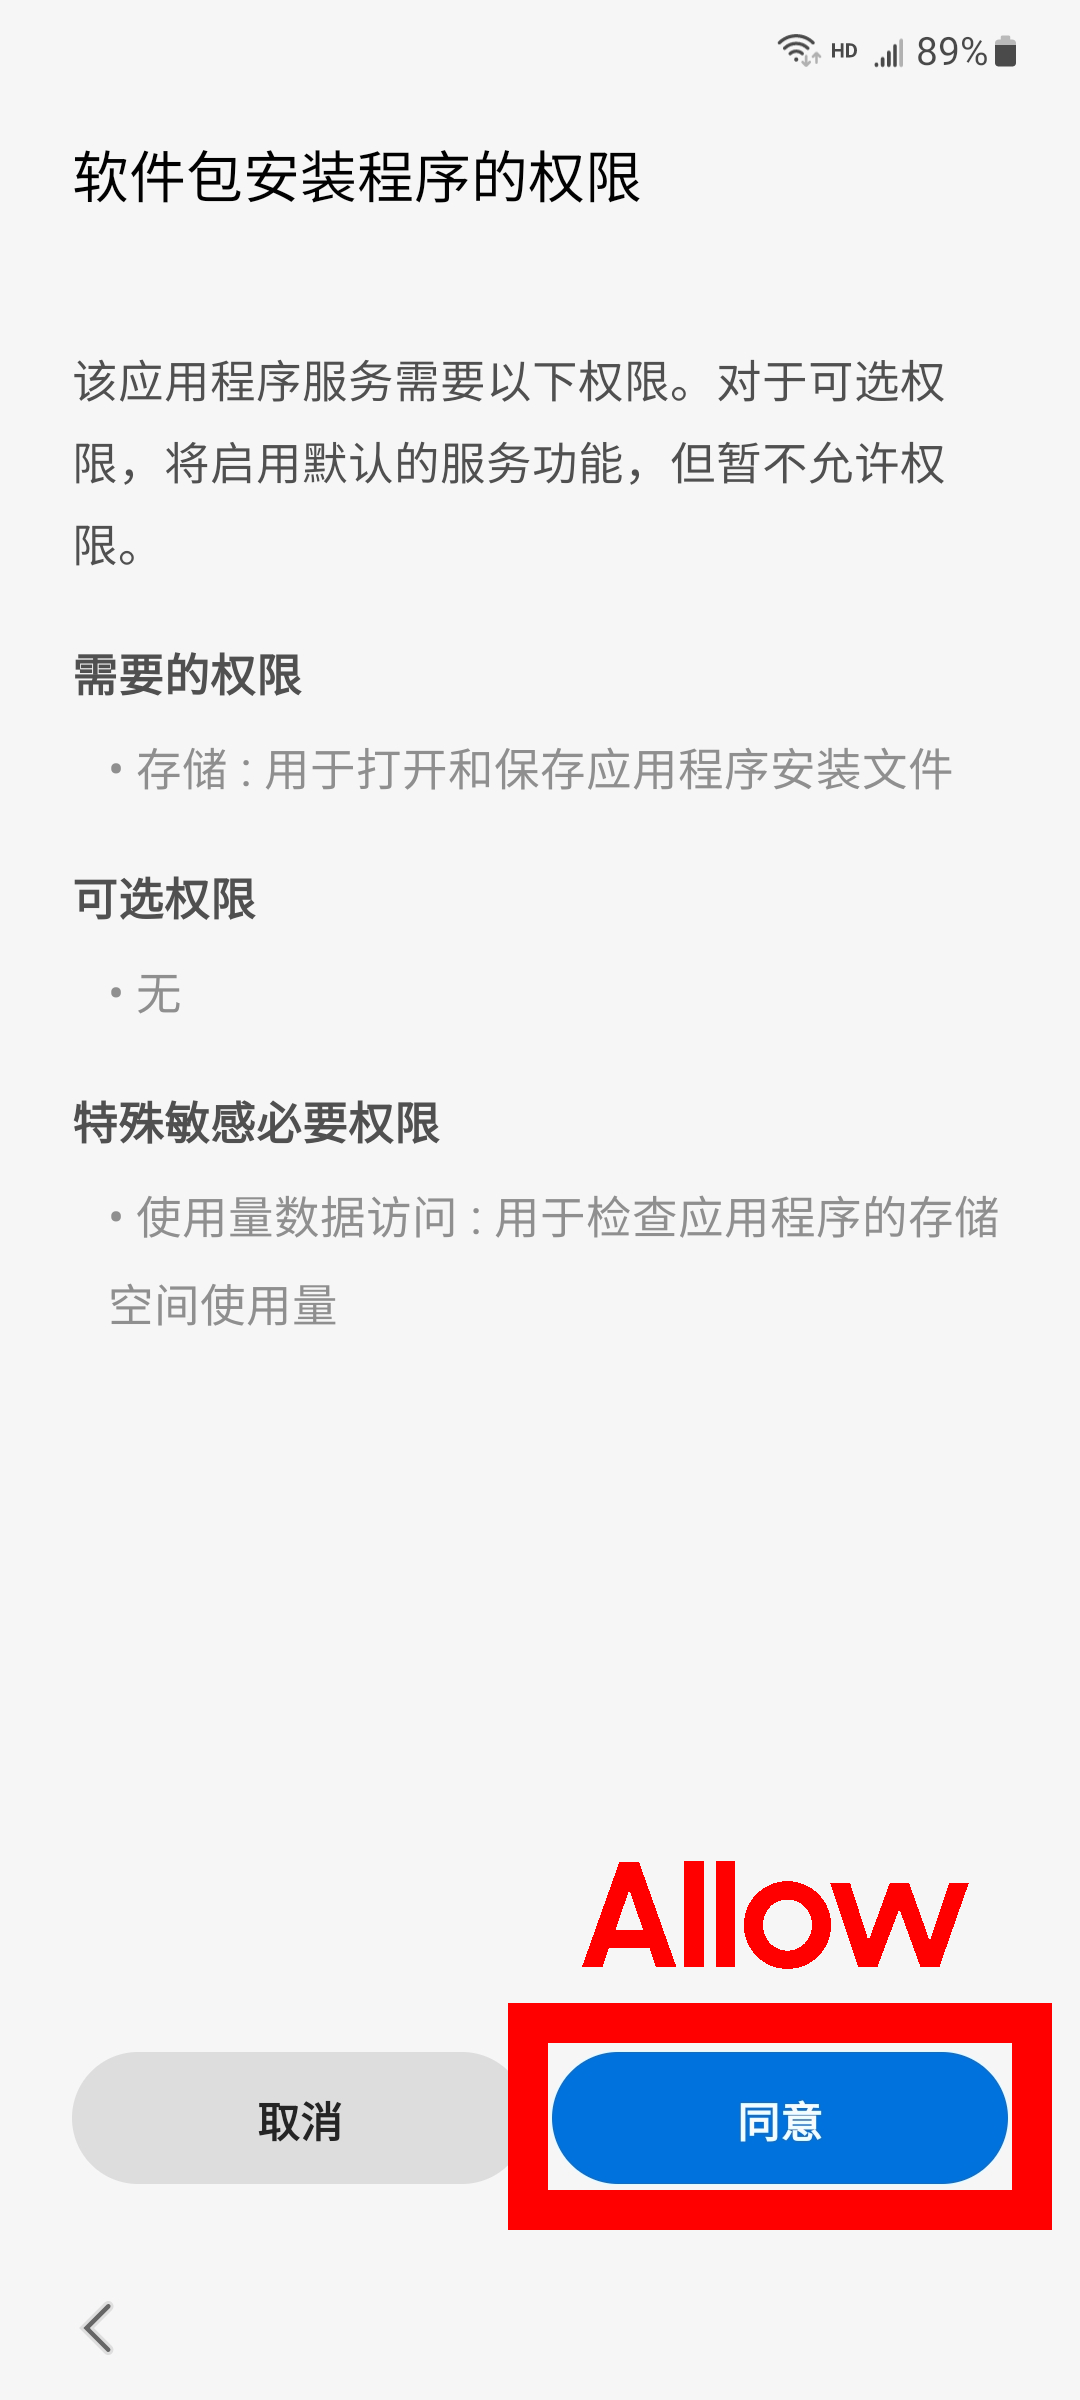 HD 89%
软件包安装程序的权限
该应用程序服务需要以下权限。对于可选权
限，将启用默认的服务功能，但暂不允许权
限。
需要的权限
• 存储 : 用于打开和保存应用程序安装文件
可选权限
• 无
特殊敏感必要权限
• 使用量数据访问 : 用于检查应用程序的存储
空间使用量
Allow
取消
同意